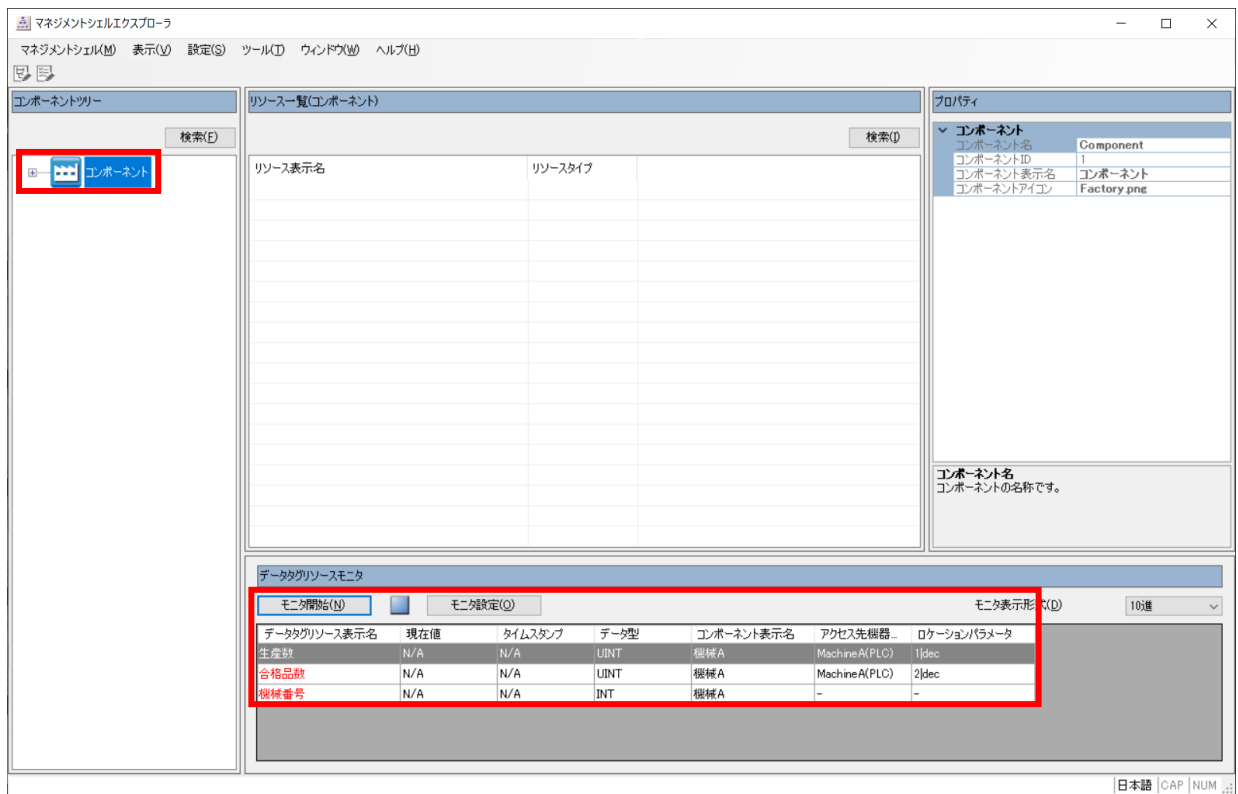 マネジメントシェルエクスプローラ
マネジメントシェル(M) 表示(V) 設定(S) ツール(T) ウィンドウ(W) ヘルプ(H)
コンポーネントツリー
検索(F)
コンポーネント
リソース一覧(コンポーネント)
検索(I)
リソース表示名 リソースタイプ
プロパティ
コンポーネント
コンポーネント名 Component
コンポーネントID 1
コンポーネント表示名 コンポーネント
コンポーネントアイコン Factory.png
コンポーネント名
コンポーネントの名称です。
データタグリソースモニタ
モニタ開始(N) モニタ設定(O) モニタ表示形式(D) 10進
データタグリソース表示名 現在値 タイムスタンプ データ型 コンポーネント表示名 アクセス先機器... ロケーションパラメータ
生産数 N/A N/A UINT 機械A MachineA(PLC) 1|dec
合格品数 N/A N/A UINT 機械A MachineA(PLC) 2|dec
機械番号 N/A N/A INT 機械A - -
日本語 CAP NUM